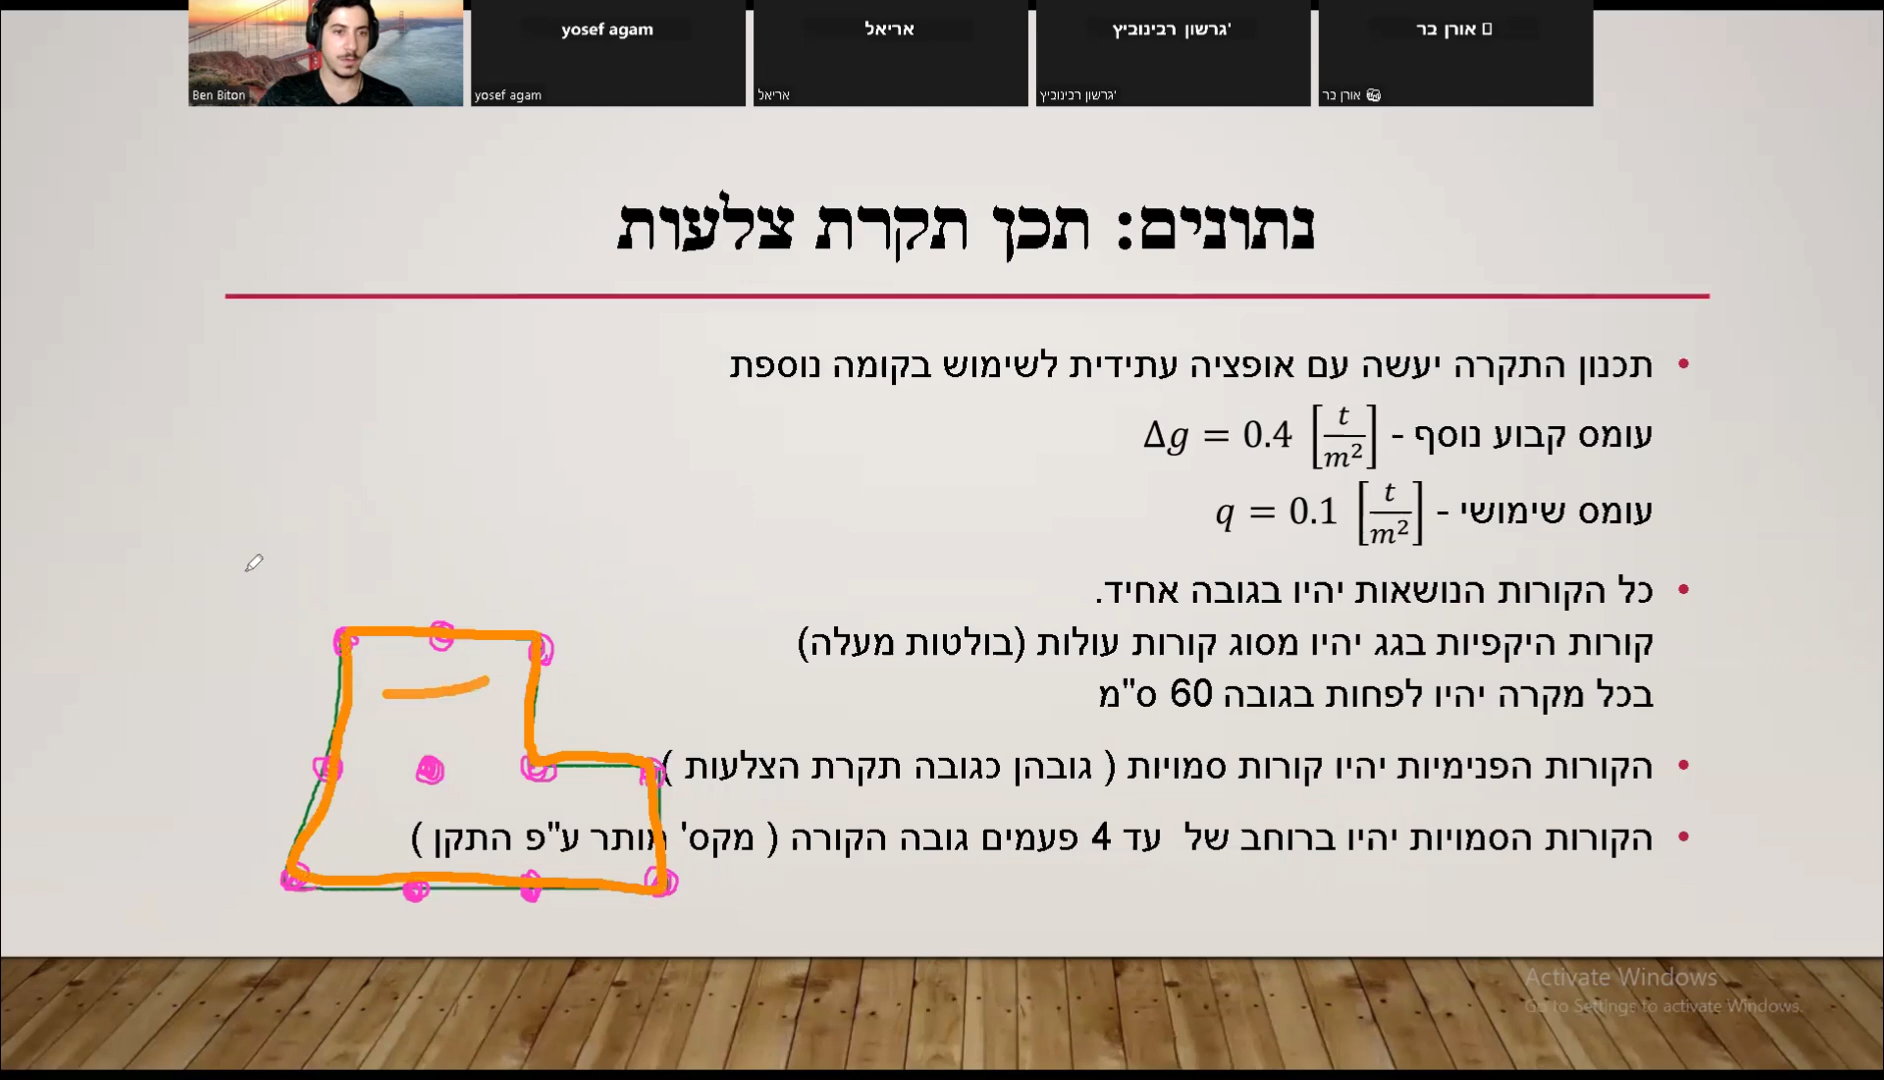 yosef agam
אריאל
גרשון רבינוביץ'
אורן בר
Ben Biton
yosef agam
אריאל
גרשון רבינוביץ'
אורן בר
נתונים: תכן תקרת צלעות
• תכנון התקרה יעשה עם אופציה עתידית לשימוש בקומה נוספת
עומס קבוע נוסף - Δg = 0.4 [t/m²]
עומס שימושי - q = 0.1 [t/m²]
• כל הקורות הנושאות יהיו בגובה אחיד.
קורות היקפיות בגג יהיו מסוג קורות עולות (בולטות מעלה)
בכל מקרה יהיו לפחות בגובה 60 ס"מ
• הקורות הפנימיות יהיו קורות סמויות ( גובהן כגובה תקרת הצלעות )
• הקורות הסמויות יהיו ברוחב של עד 4 פעמים גובה הקורה ( מקס' מותר ע"פ התקן )
Activate Windows
Go to Settings to activate Windows.